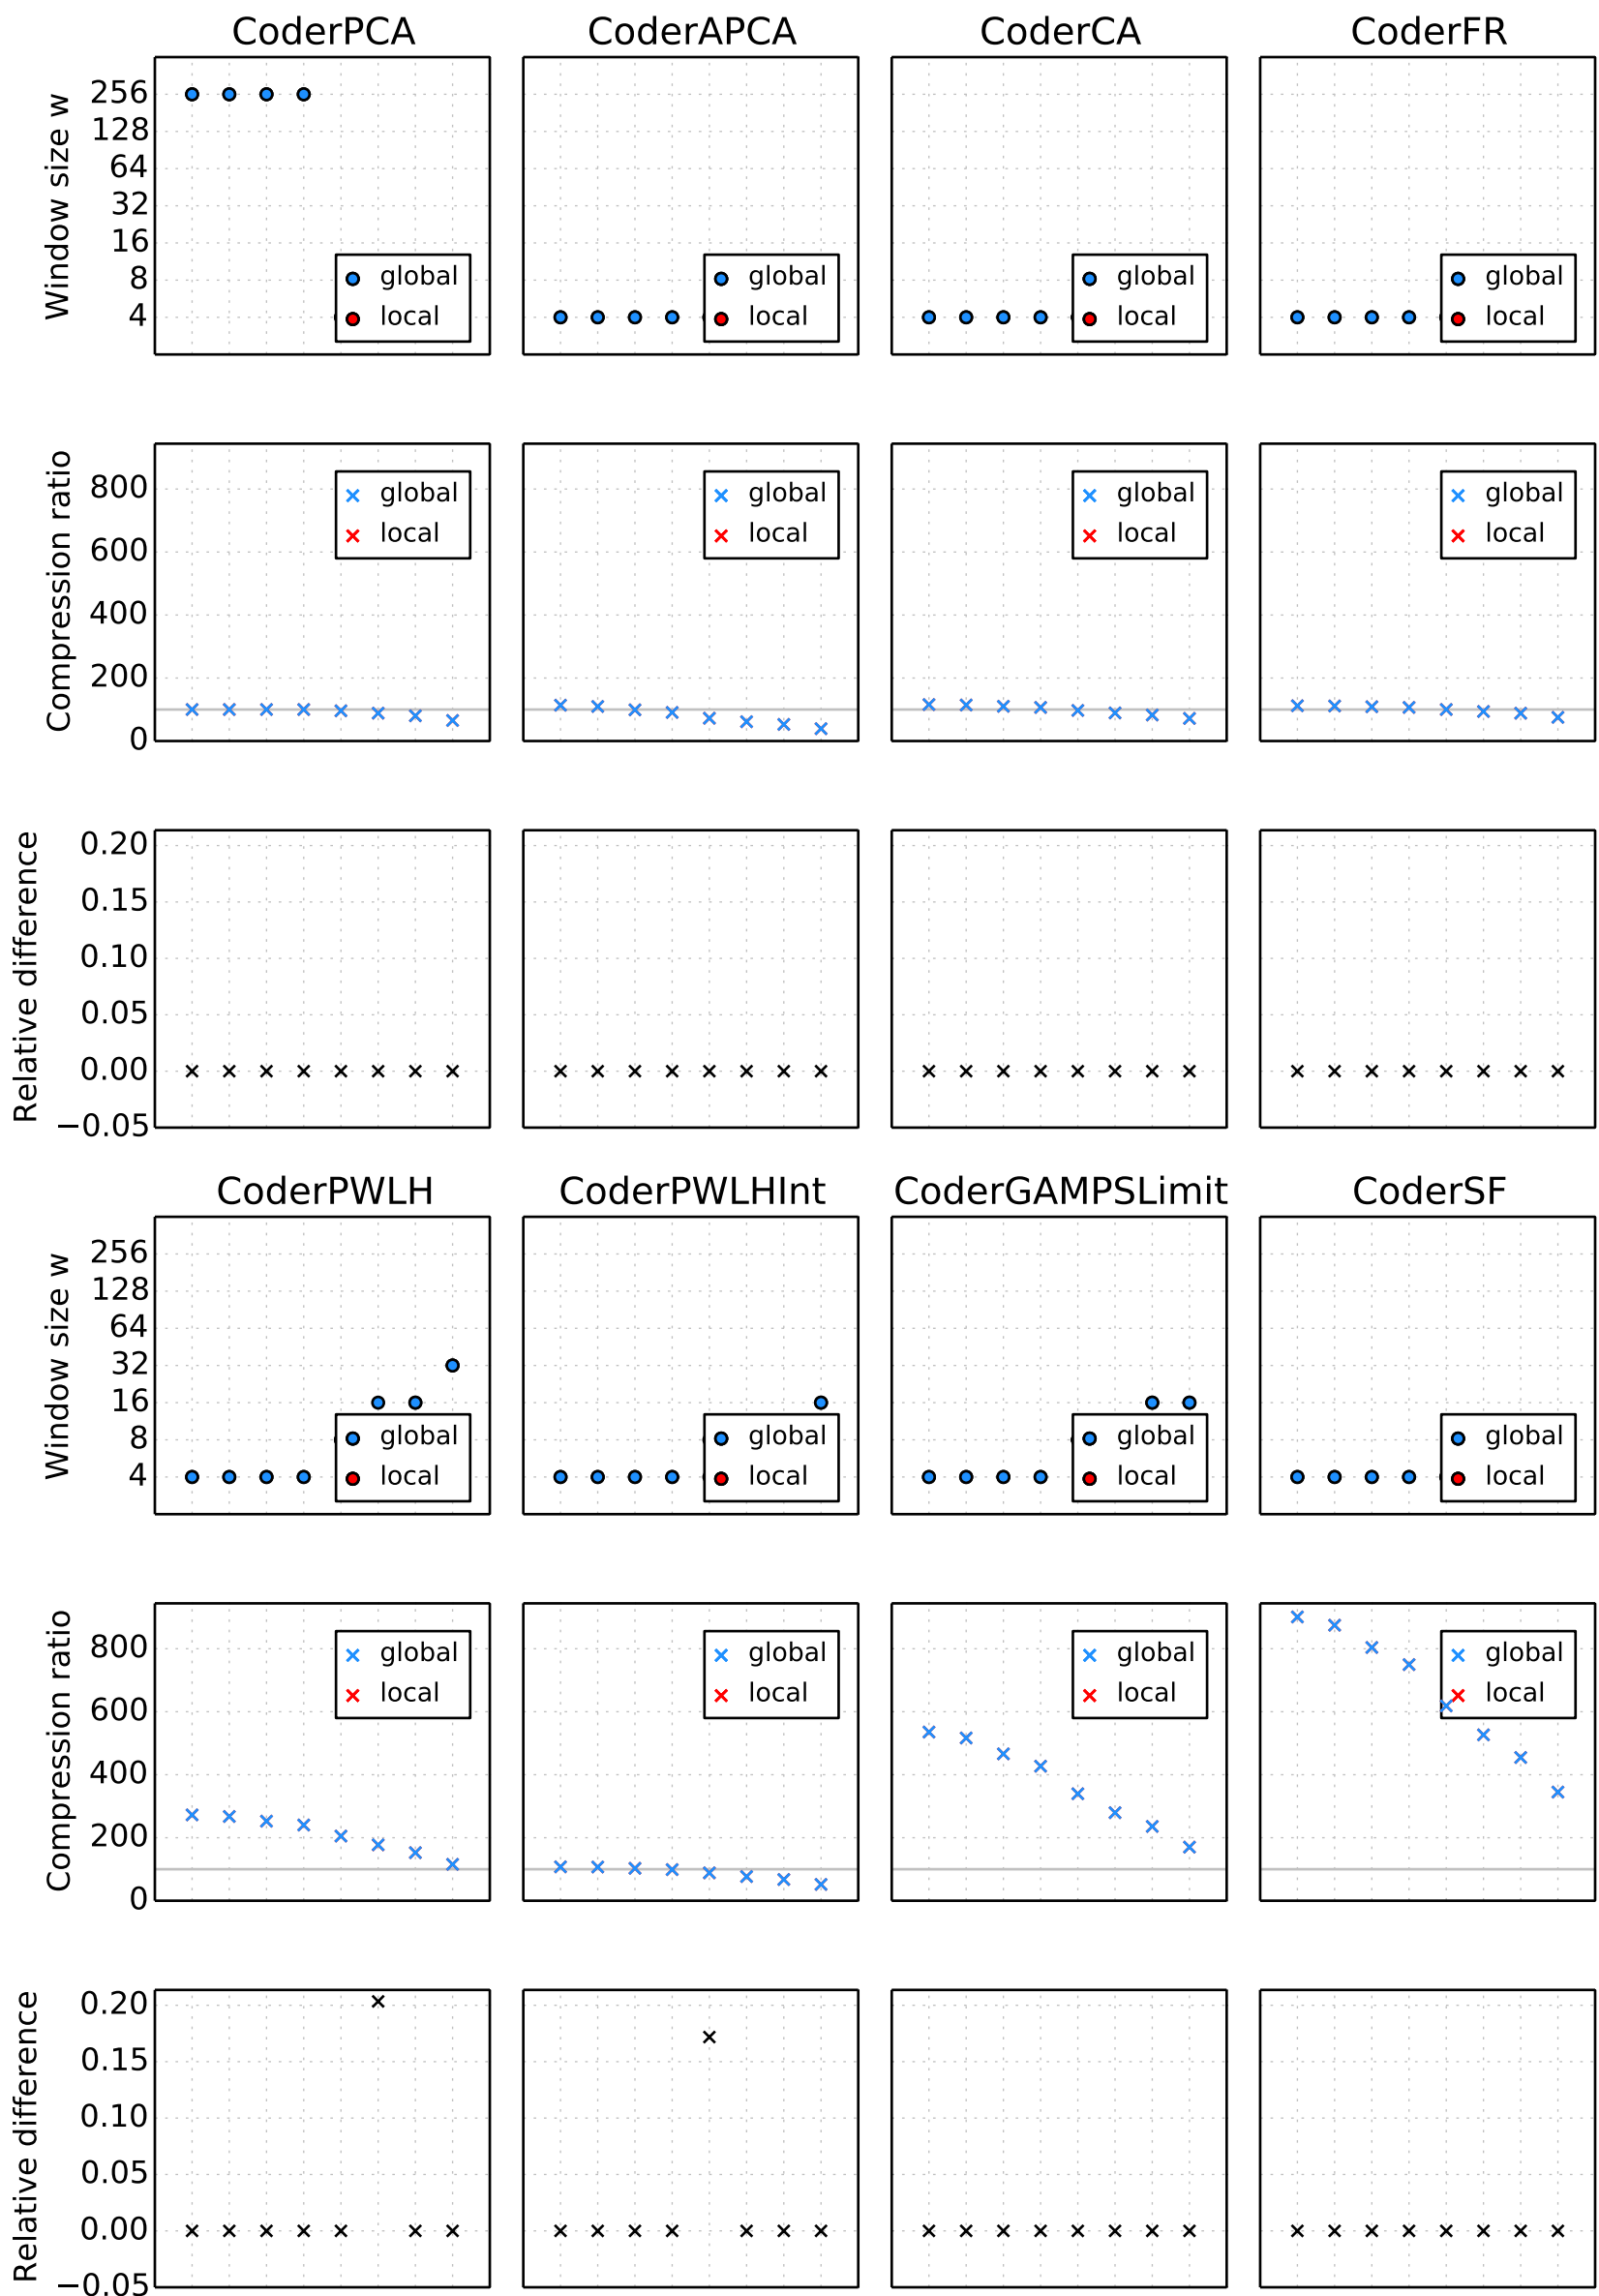 CoderPCA CoderAPCA CoderCA CoderFR
Window size w
256
128
64
32
16
8
4
global global global global
local local local local
Compression ratio
800
600
400
200
0
global global global global
local local local local
Relative difference
0.20
0.15
0.10
0.05
0.00
−0.05
CoderPWLH CoderPWLHInt CoderGAMPSLimit CoderSF
Window size w
256
128
64
32
16
8
4
global global global global
local local local local
Compression ratio
800
600
400
200
0
global global global global
local local local local
Relative difference
0.20
0.15
0.10
0.05
0.00
−0.05